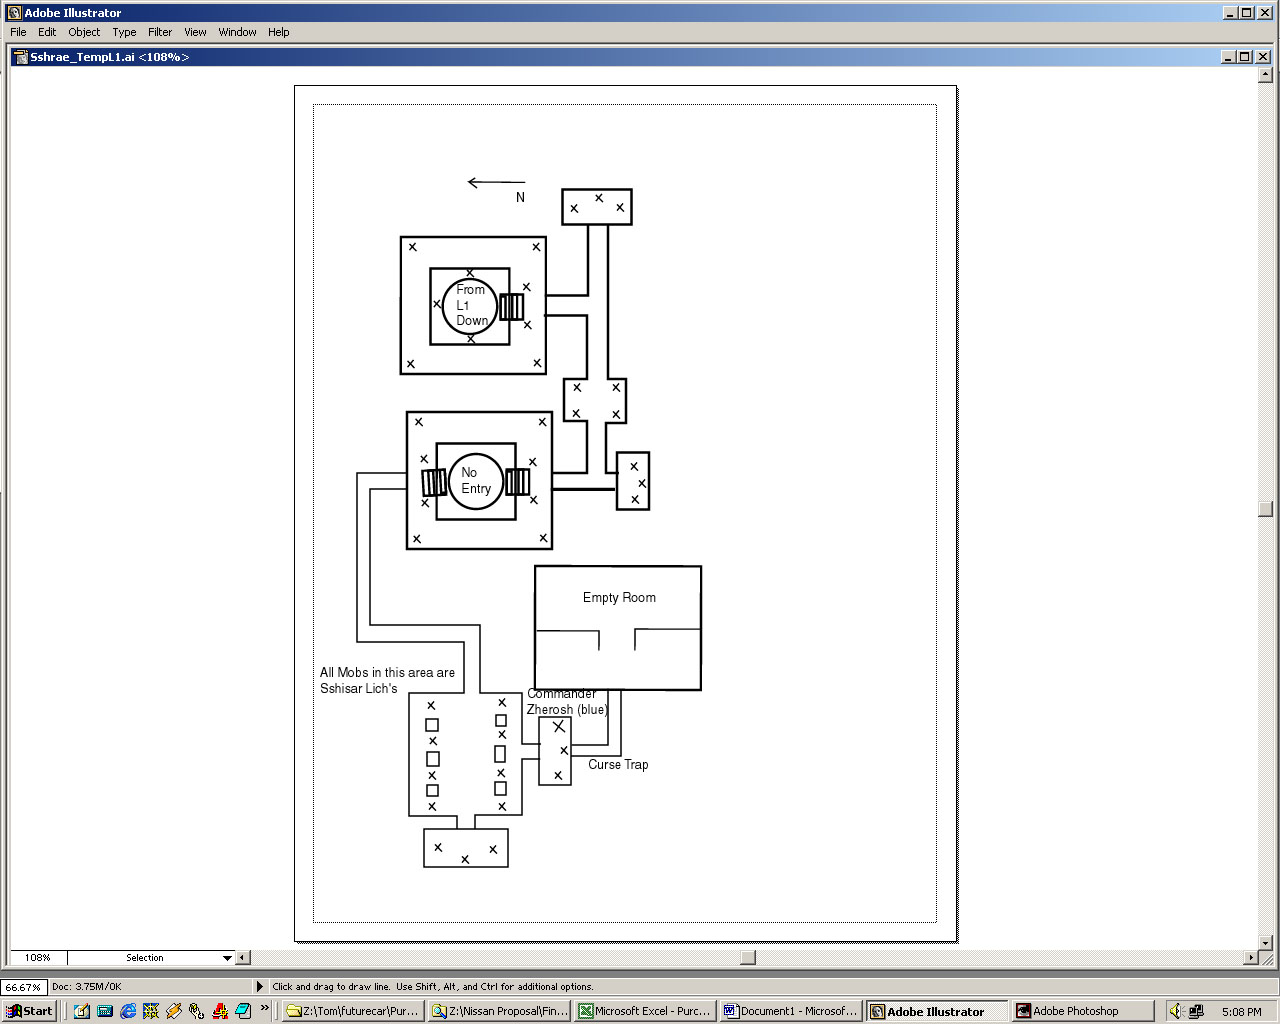 Adobe Illustrator
File Edit Object Type Filter View Window Help
Sshrae_TempL1.ai <108%>
N
From
L1
Down
No
Entry
Empty Room
All Mobs in this area are
Sshisar Lich's
Commander
Zherosh (blue)
Curse Trap
108% Selection
66.67% Doc: 3.75M/0K Click and drag to draw line. Use Shift, Alt, and Ctrl for additional options.
Start » Z:\Tom\futurecar\Pur... Z:\Nissan Proposal\Fin... Microsoft Excel - Purc... Document1 - Microsof... Adobe Illustrator Adobe Photoshop 5:08 PM